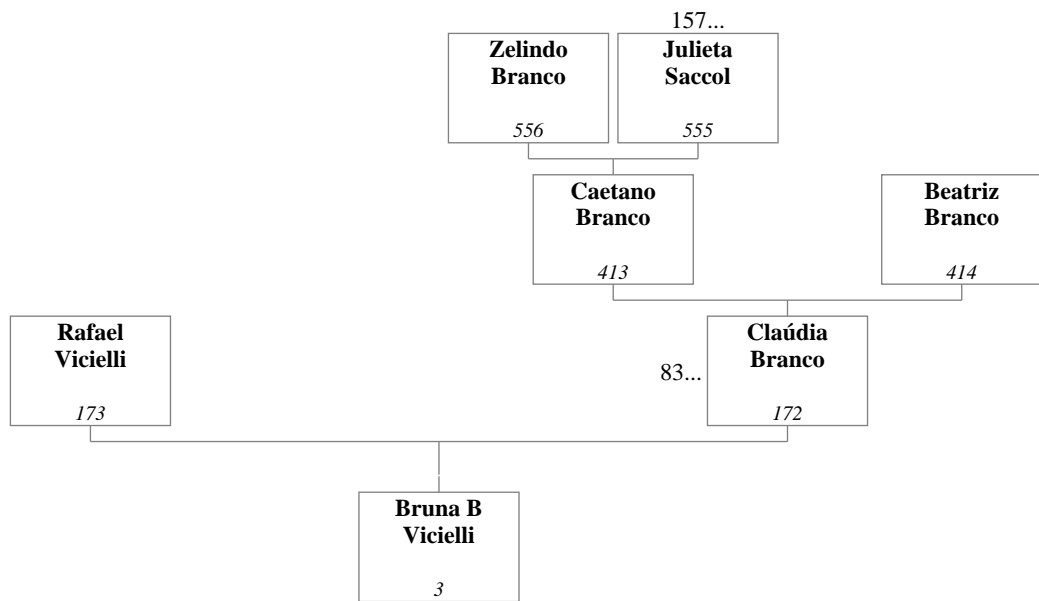 157...
Zelindo
Branco
556
Julieta
Saccol
555
Caetano
Branco
413
Beatriz
Branco
414
Rafael
Vicielli
173
83...
Claúdia
Branco
172
Bruna B
Vicielli
3